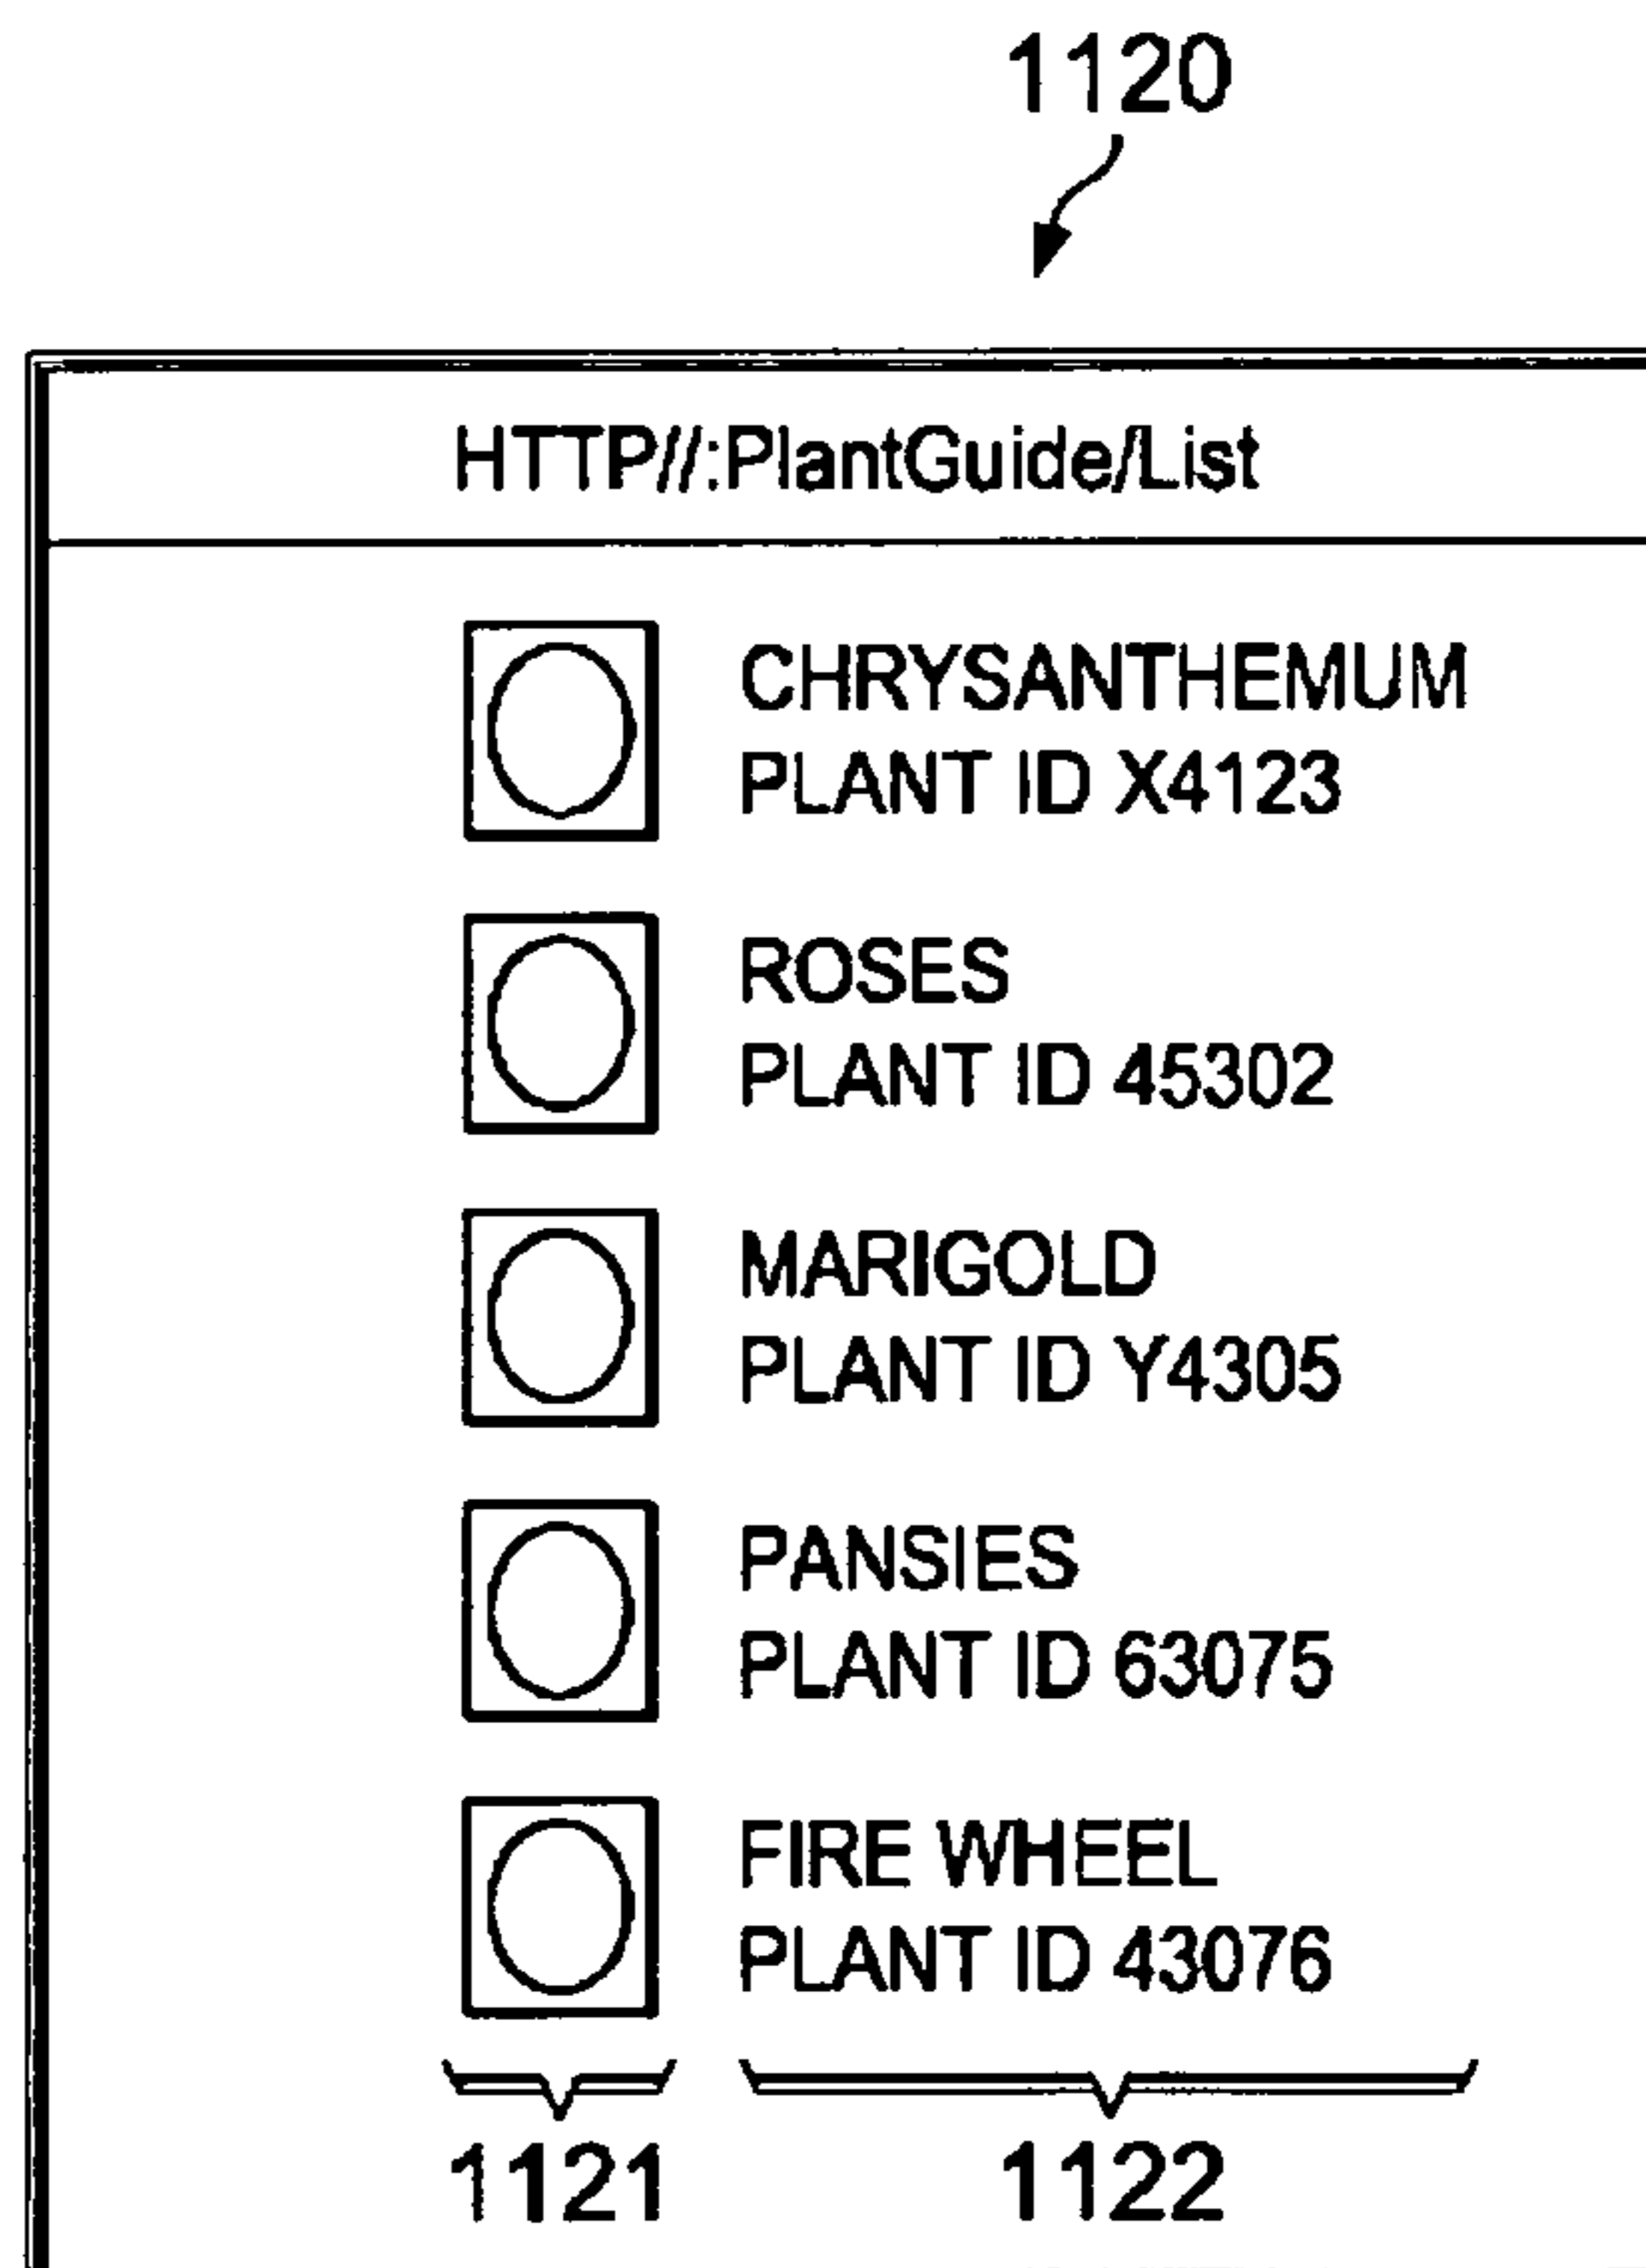 1120
HTTP//:PlantGuide/List
CHRYSANTHEMUM
PLANT ID X4123
ROSES
PLANT ID 45302
MARIGOLD
PLANT ID Y4305
PANSIES
PLANT ID 63075
FIRE WHEEL
PLANT ID 43076
1121 1122